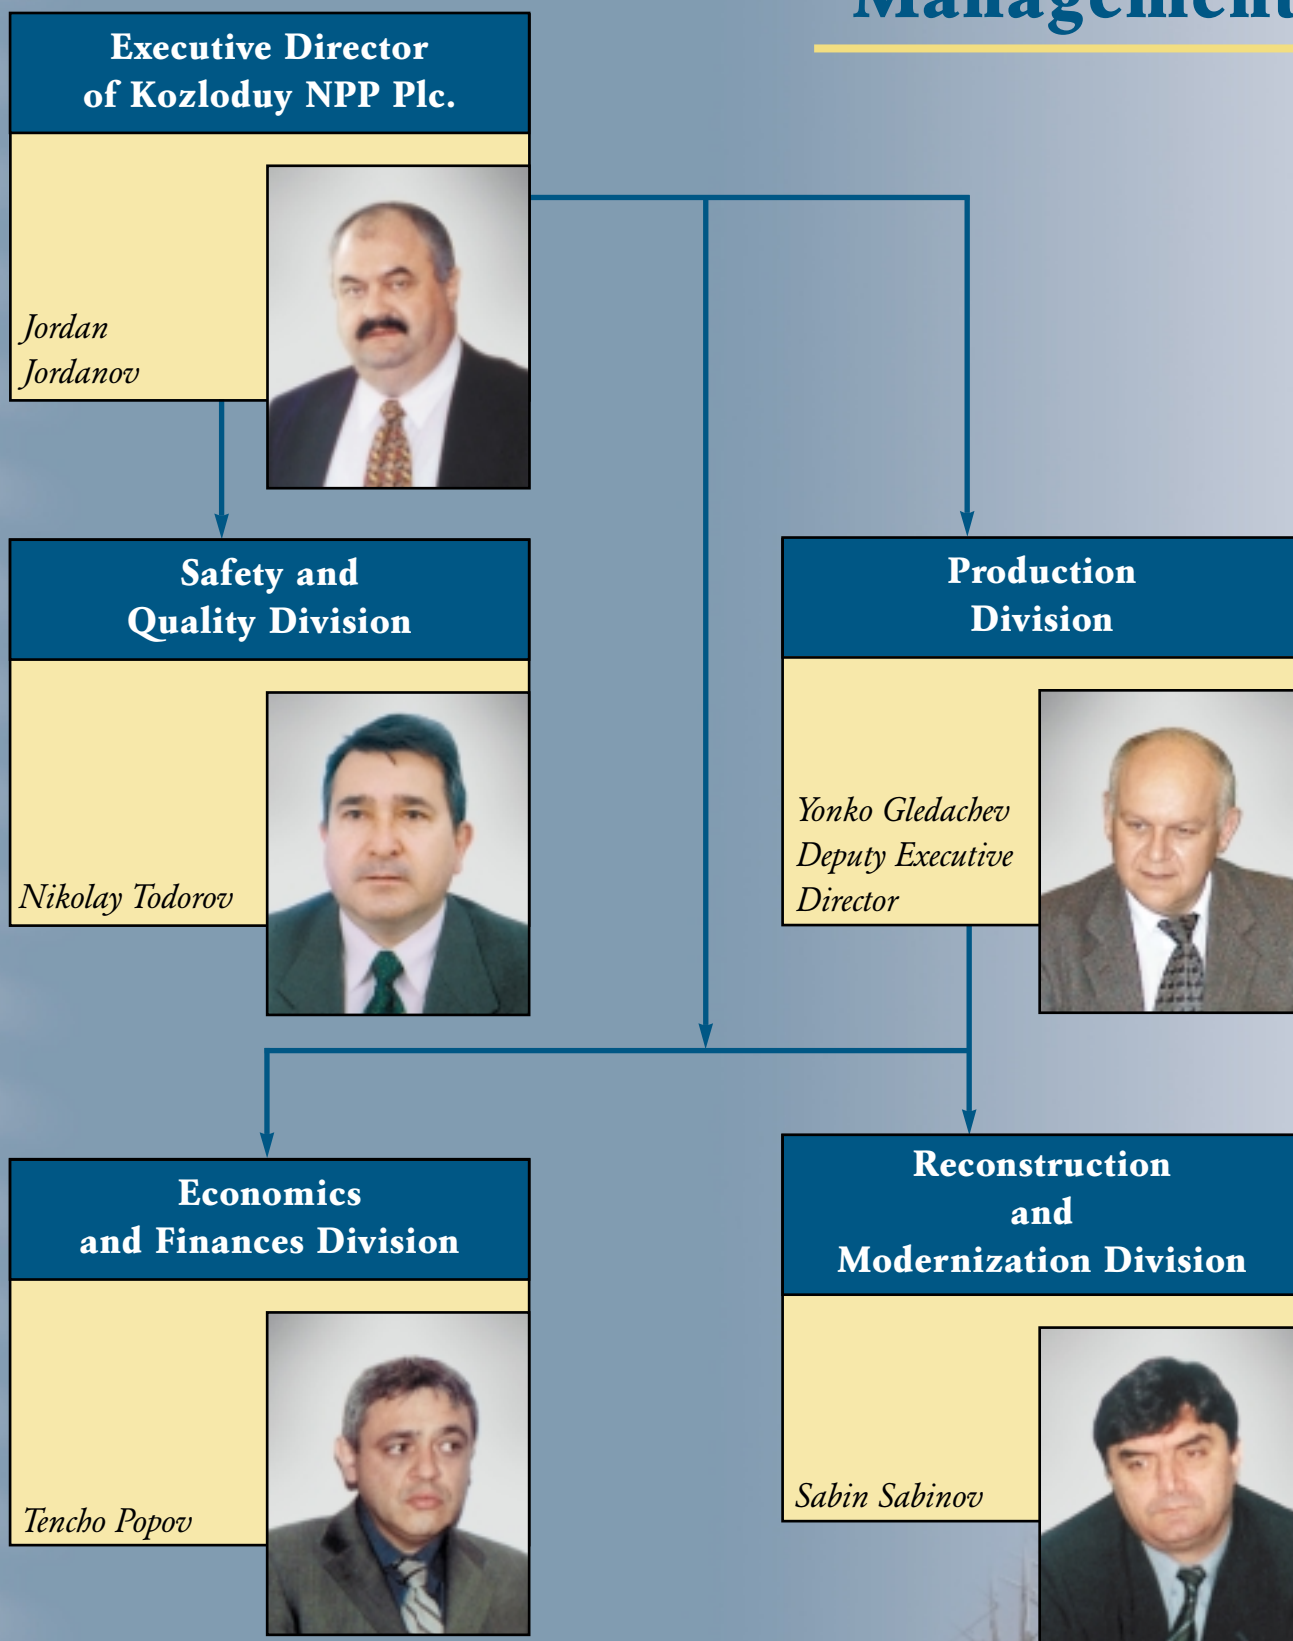 Management
Executive Director
of Kozloduy NPP Plc.
Jordan
Jordanov
Safety and
Quality Division
Nikolay Todorov
Production
Division
Yonko Gledachev
Deputy Executive
Director
Economics
and Finances Division
Tencho Popov
Reconstruction
and
Modernization Division
Sabin Sabinov